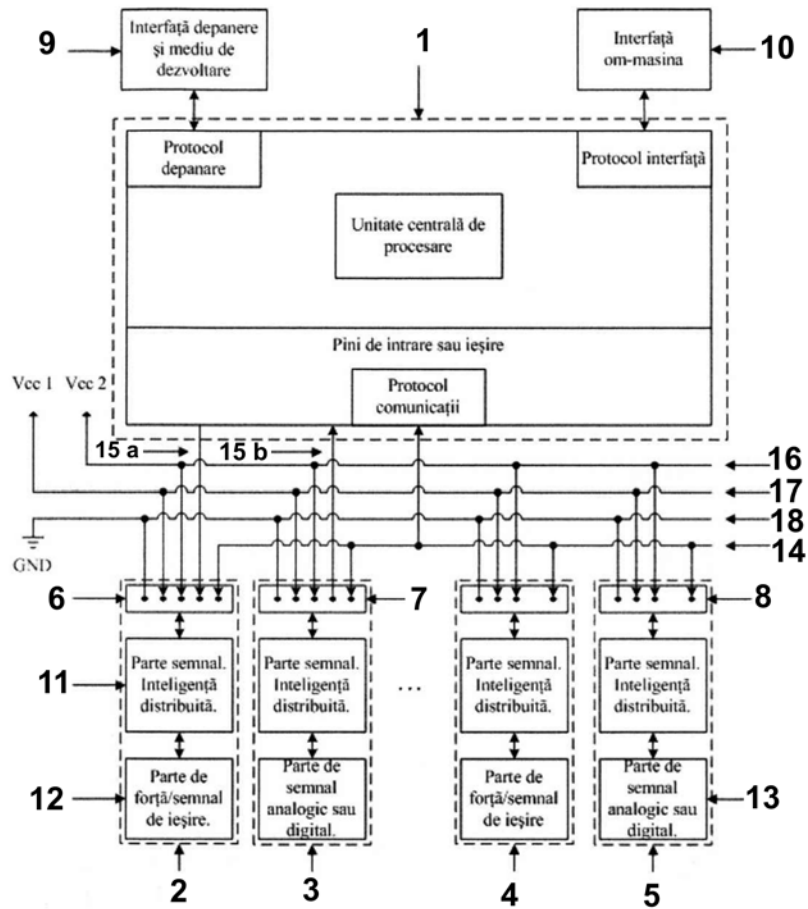 9
Interfață depanere
și mediu de
dezvoltare
1
Interfață
om-masina
10
Protocol
depanare
Protocol interfață
Unitate centrală de
procesare
Pini de intrare sau ieșire
Protocol
comunicații
Vcc 1 Vcc 2
15 a
15 b
16
17
18
14
GND
6
7
8
11
Parte semnal.
Inteligență
distribuită.
Parte semnal.
Inteligență
distribuită.
...
Parte semnal.
Inteligență
distribuită.
Parte semnal.
Inteligență
distribuită.
12
Parte de
forță/semnal
de ieșire.
Parte de
semnal
analogic sau
digital.
Parte de
forță/semnal
de ieșire
Parte de
semnal
analogic sau
digital.
13
2
3
4
5